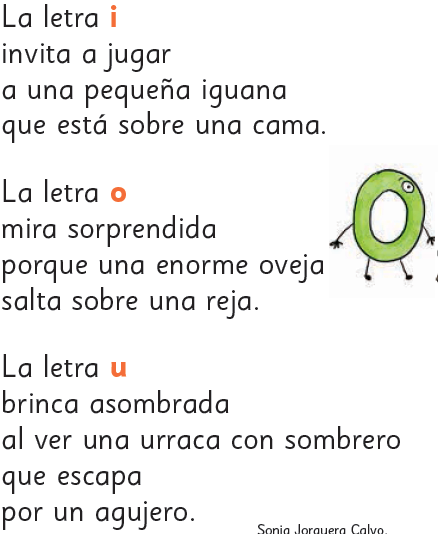 La letra i
invita a jugar
a una pequeña iguana
que está sobre una cama.
La letra o
mira sorprendida
porque una enorme oveja
salta sobre una reja.
La letra u
brinca asombrada
al ver una urraca con sombrero
que escapa
por un agujero.
Sonia Jorquera Calvo.